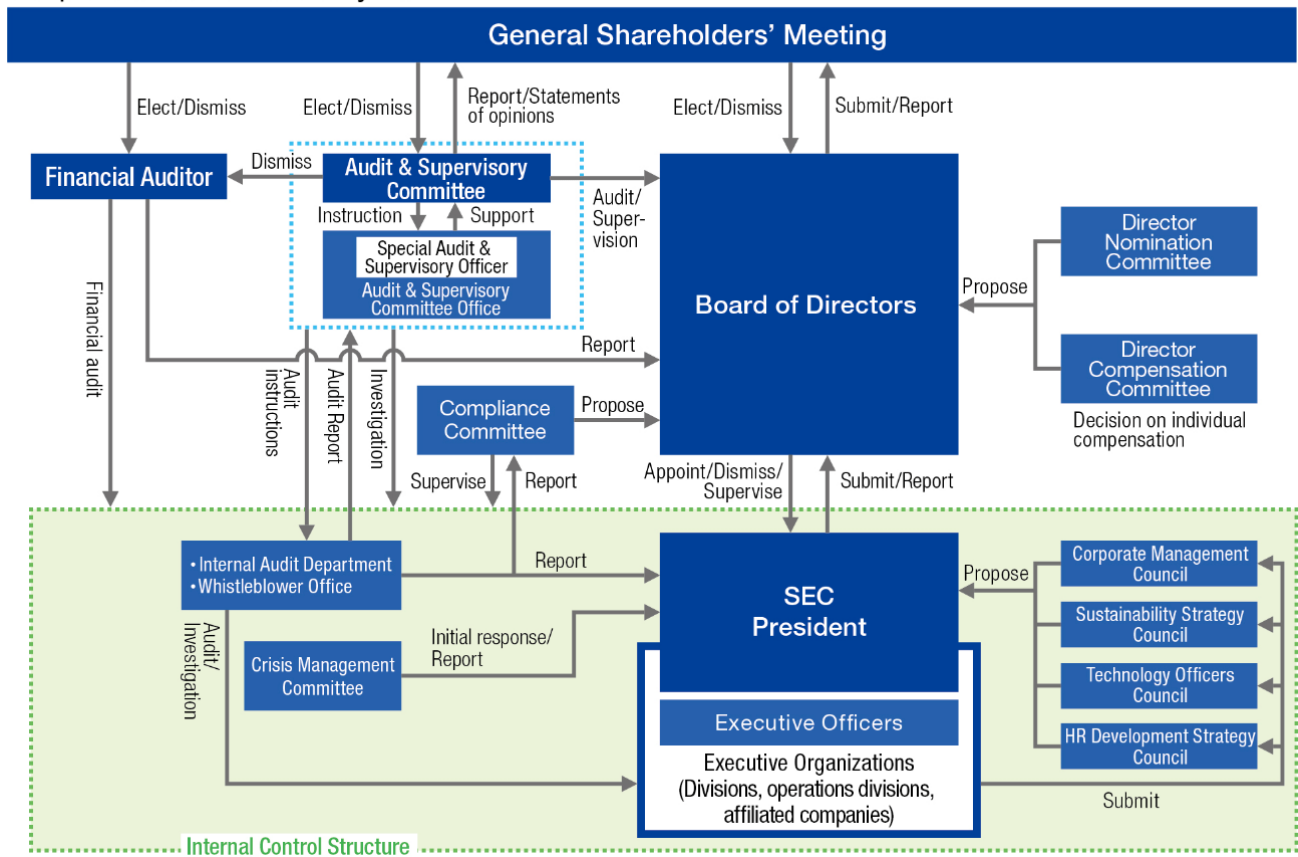 General Shareholders' Meeting
Elect/Dismiss
Elect/Dismiss
Report/Statements
of opinions
Elect/Dismiss
Submit/Report
Financial Auditor
Dismiss
Audit & Supervisory
Committee
Instruction
Support
Special Audit &
Supervisory Officer
Audit & Supervisory
Committee Office
Audit/
Super-
vision
Board of Directors
Propose
Director
Nomination
Committee
Director
Compensation
Committee
Decision on individual
compensation
Financial audit
Report
Audit
instructions
Audit Report
Investigation
Compliance
Committee
Propose
Supervise
Report
Appoint/Dismiss/
Supervise
Submit/Report
• Internal Audit Department
• Whistleblower Office
Report
SEC
President
Propose
Corporate Management
Council
Sustainability Strategy
Council
Technology Officers
Council
HR Development Strategy
Council
Audit/
Investigation
Crisis Management
Committee
Initial response/
Report
Executive Officers
Executive Organizations
(Divisions, operations divisions,
affiliated companies)
Submit
Internal Control Structure